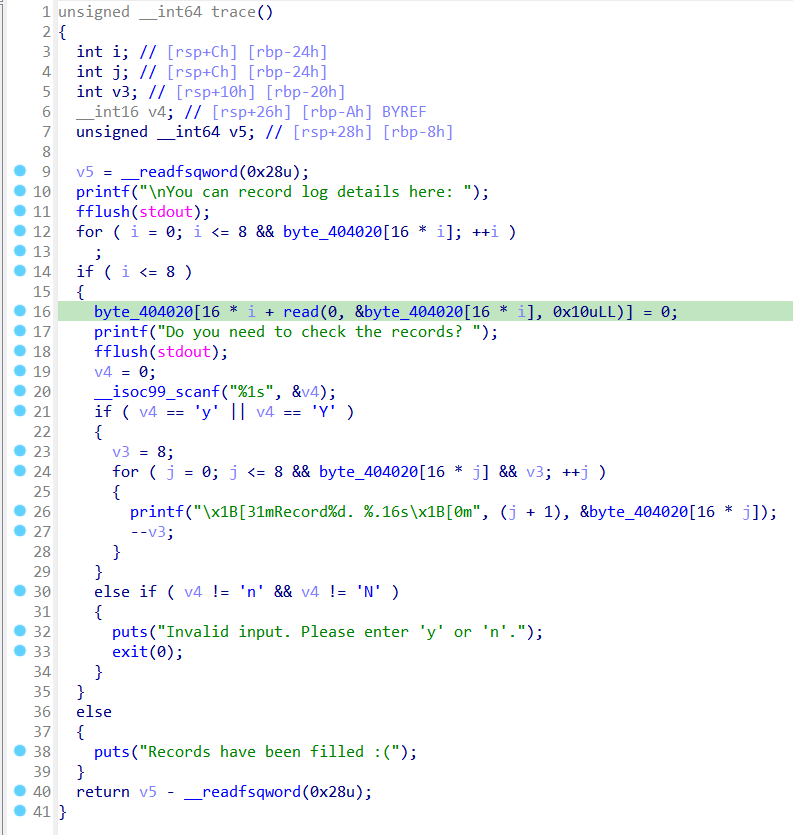 1 unsigned __int64 trace()
2 {
3 int i; // [rsp+Ch] [rbp-24h]
4 int j; // [rsp+Ch] [rbp-24h]
5 int v3; // [rsp+10h] [rbp-20h]
6 __int16 v4; // [rsp+26h] [rbp-Ah] BYREF
7 unsigned __int64 v5; // [rsp+28h] [rbp-8h]
8
9 v5 = __readfsqword(0x28u);
10 printf("\nYou can record log details here: ");
11 fflush(stdout);
12 for ( i = 0; i <= 8 && byte_404020[16 * i]; ++i )
13 ;
14 if ( i <= 8 )
15 {
16 byte_404020[16 * i + read(0, &byte_404020[16 * i], 0x10uLL)] = 0;
17 printf("Do you need to check the records? ");
18 fflush(stdout);
19 v4 = 0;
20 __isoc99_scanf("%1s", &v4);
21 if ( v4 == 'y' || v4 == 'Y' )
22 {
23 v3 = 8;
24 for ( j = 0; j <= 8 && byte_404020[16 * j] && v3; ++j )
25 {
26 printf("\x1B[31mRecord%d. %.16s\x1B[0m", (j + 1), &byte_404020[16 * j]);
27 --v3;
28 }
29 }
30 else if ( v4 != 'n' && v4 != 'N' )
31 {
32 puts("Invalid input. Please enter 'y' or 'n'.");
33 exit(0);
34 }
35 }
36 else
37 {
38 puts("Records have been filled :(");
39 }
40 return v5 - __readfsqword(0x28u);
41 }